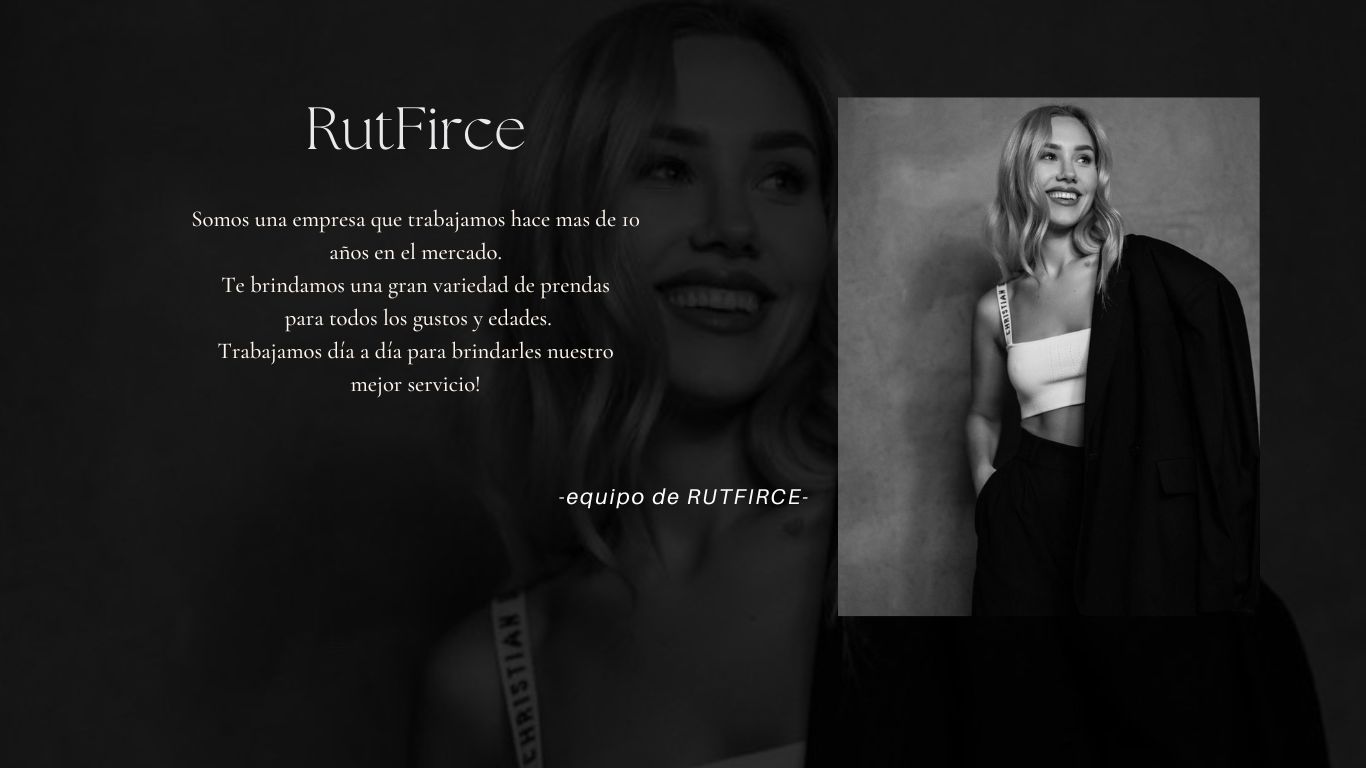 RutFirce
Somos una empresa que trabajamos hace mas de 10
años en el mercado.
Te brindamos una gran variedad de prendas
para todos los gustos y edades.
Trabajamos día a día para brindarles nuestro
mejor servicio!
-equipo de RUTFIRCE-
CHRISTIAN
CHRISTIAN